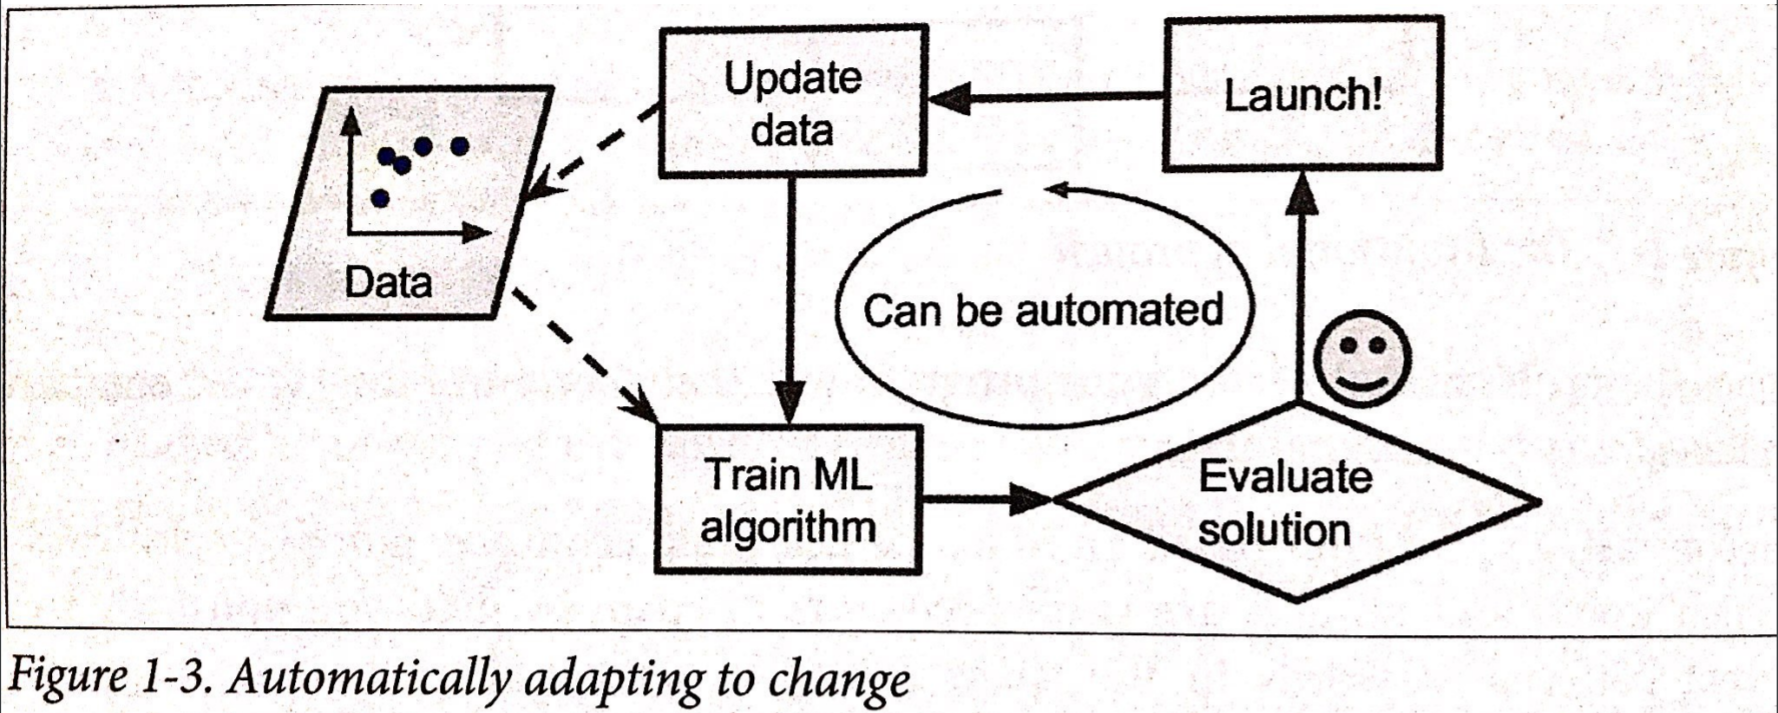 Update
data
Launch!
Data
Can be automated
Train ML
algorithm
Evaluate
solution
Figure 1-3. Automatically adapting to change